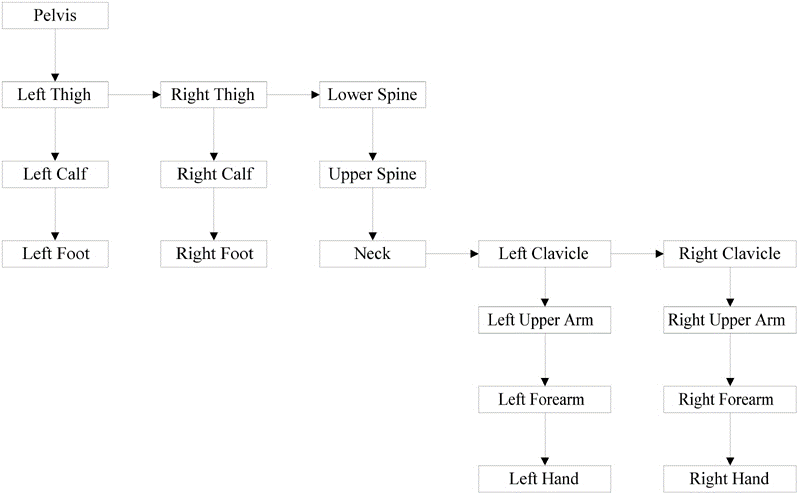 Pelvis
Left Thigh
Right Thigh
Lower Spine
Left Calf
Right Calf
Upper Spine
Left Foot
Right Foot
Neck
Left Clavicle
Right Clavicle
Left Upper Arm
Right Upper Arm
Left Forearm
Right Forearm
Left Hand
Right Hand